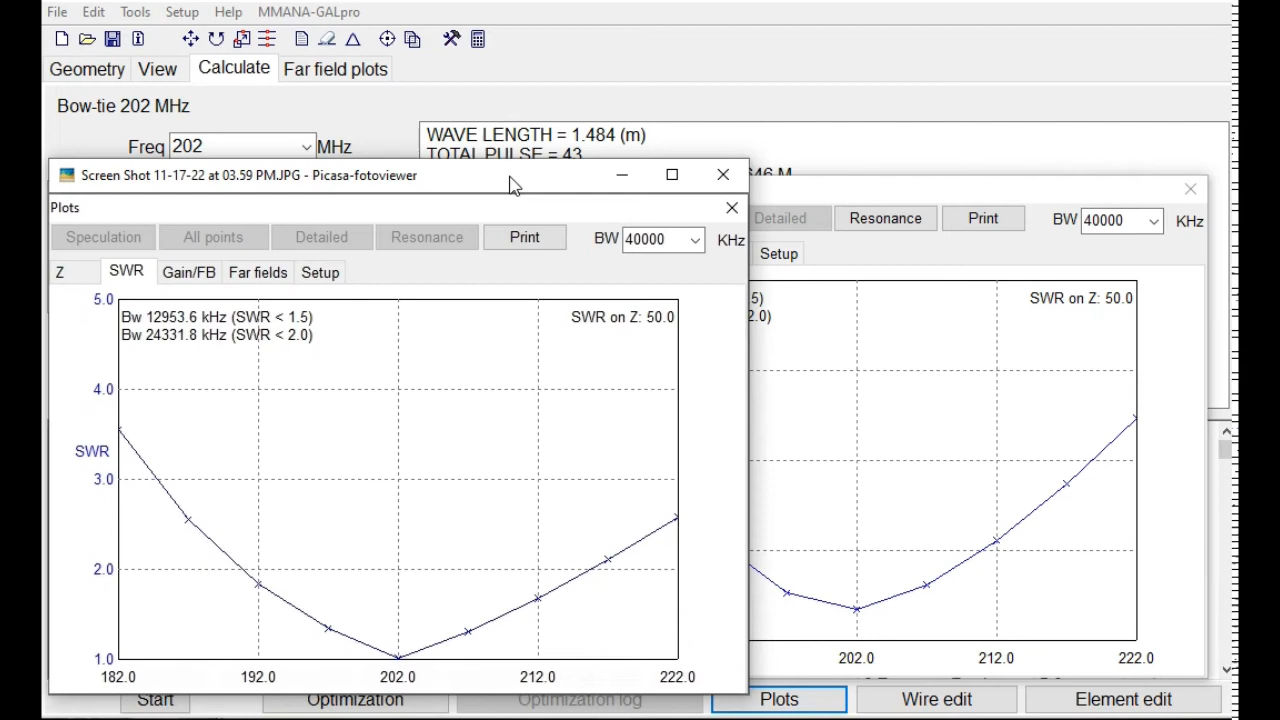 File Edit Tools Setup Help MMANA-GALpro
Geometry View Calculate Far field plots
Bow-tie 202 MHz
Freq 202 MHz
WAVE LENGTH = 1.484 (m)
TOTAL PULSE = 43
Screen Shot 11-17-22 at 03.59 PM.JPG - Picasa-fotoviewer
Plots
Speculation All points Detailed Resonance Print BW 40000 KHz
Z SWR Gain/FB Far fields Setup
5.0
Bw 12953.6 kHz (SWR < 1.5)
Bw 24331.8 kHz (SWR < 2.0)
SWR on Z: 50.0
4.0
SWR
3.0
2.0
1.0
182.0 192.0 202.0 212.0 222.0
Detailed Resonance Print BW 40000 KHz
Setup
5)
2.0)
SWR on Z: 50.0
202.0 212.0 222.0
Start Optimization Optimization log Plots Wire edit Element edit